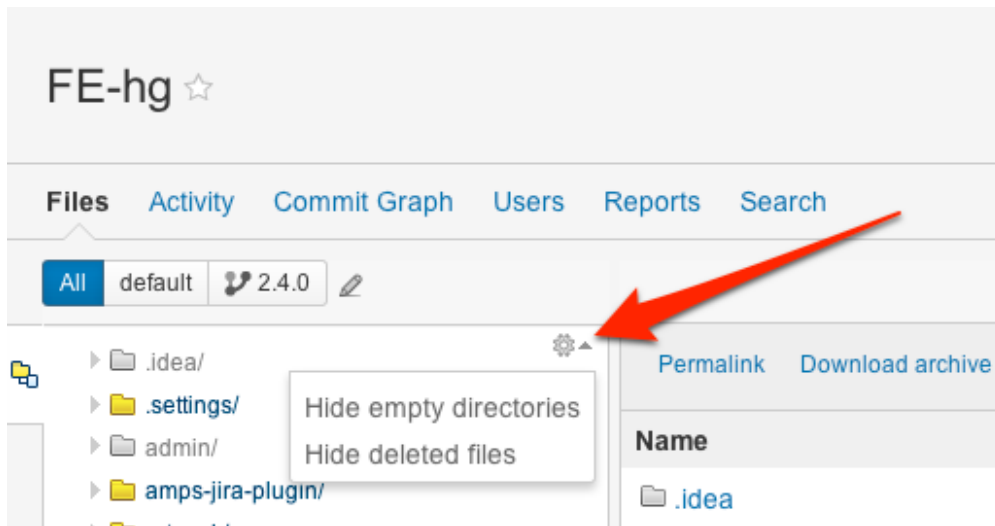 FE-hg
Files Activity Commit Graph Users Reports Search
All default 2.4.0
.idea/
.settings/
admin/
amps-jira-plugin/
Hide empty directories
Hide deleted files
Permalink Download archive
Name
.idea